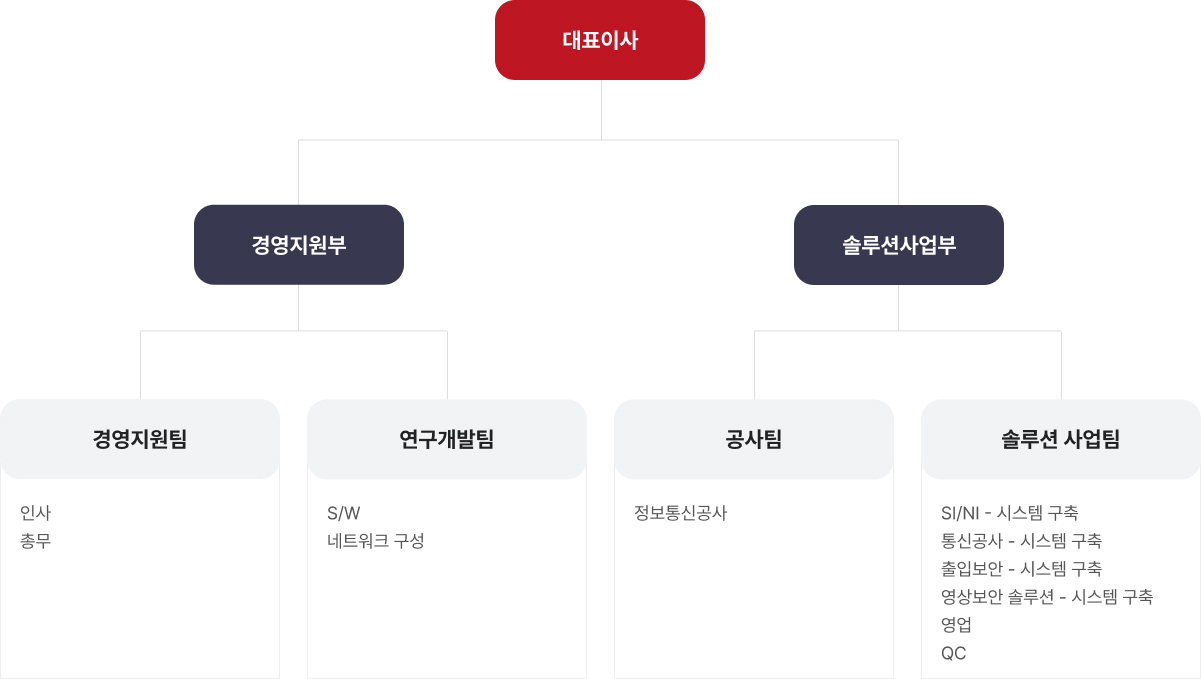 대표이사
경영지원부
솔루션사업부
경영지원팀
인사
총무
연구개발팀
S/W
네트워크 구성
공사팀
정보통신공사
솔루션 사업팀
SI/NI - 시스템 구축
통신공사 - 시스템 구축
출입보안 - 시스템 구축
영상보안 솔루션 - 시스템 구축
영업
QC